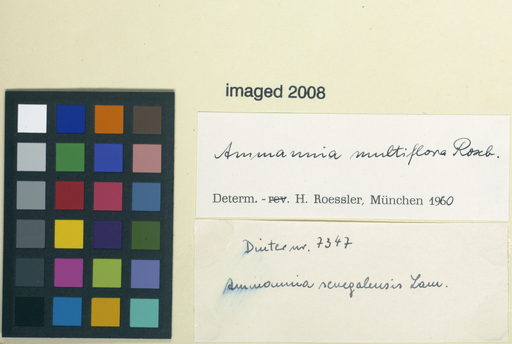 imaged 2008
Ammannia multiflora Roxb.
Determ. - rev. H. Roessler, München 1960
Dinter nr. 7347
Ammannia senegalensis Lam.